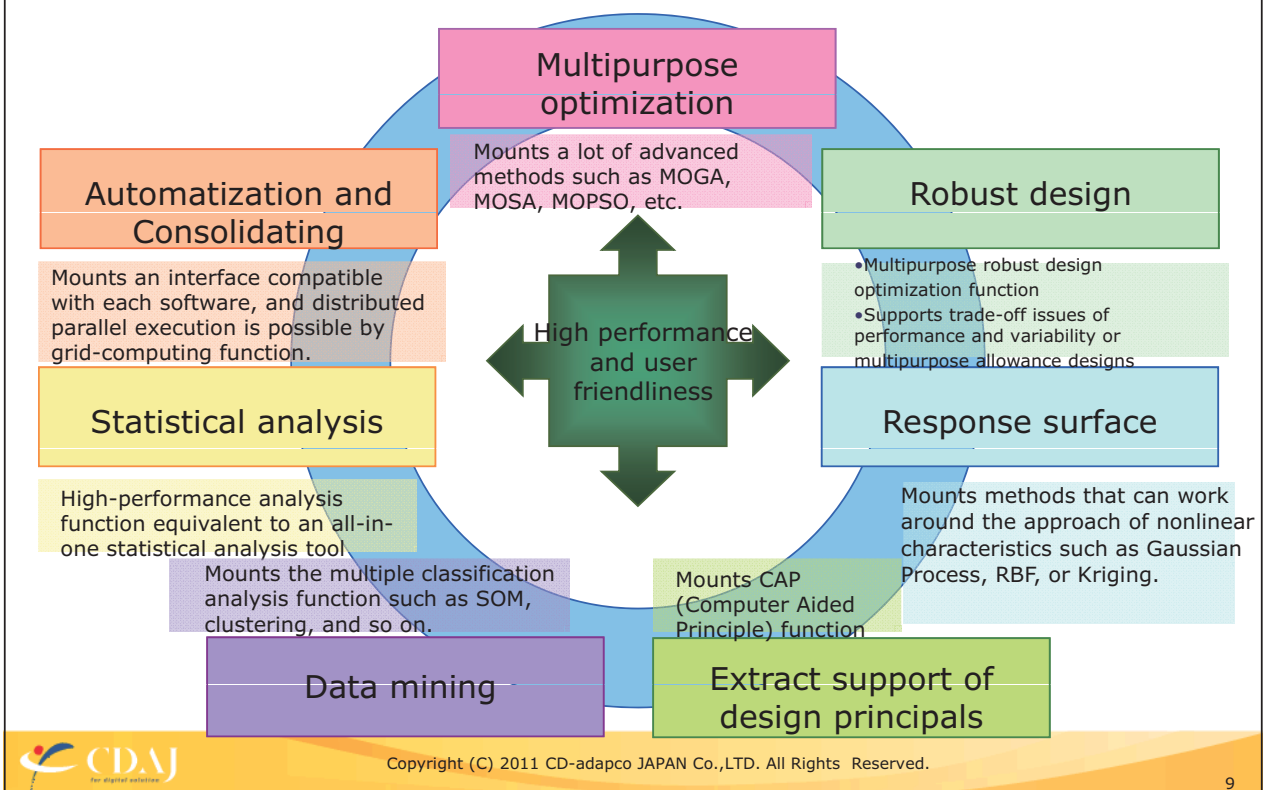 Multipurpose
optimization
Mounts a lot of advanced
methods such as MOGA,
MOSA, MOPSO, etc.
Automatization and
Consolidating
Mounts an interface compatible
with each software, and distributed
parallel execution is possible by
grid-computing function.
Robust design
•Multipurpose robust design
optimization function
•Supports trade-off issues of
performance and variability or
multipurpose allowance designs
High performance
and user
friendliness
Statistical analysis
High-performance analysis
function equivalent to an all-in-
one statistical analysis tool
Response surface
Mounts methods that can work
around the approach of nonlinear
characteristics such as Gaussian
Process, RBF, or Kriging.
Mounts the multiple classification
analysis function such as SOM,
clustering, and so on.
Data mining
Mounts CAP
(Computer Aided
Principle) function
Extract support of
design principals
CDAJ
for digital solution
Copyright (C) 2011 CD-adapco JAPAN Co.,LTD. All Rights Reserved.
9